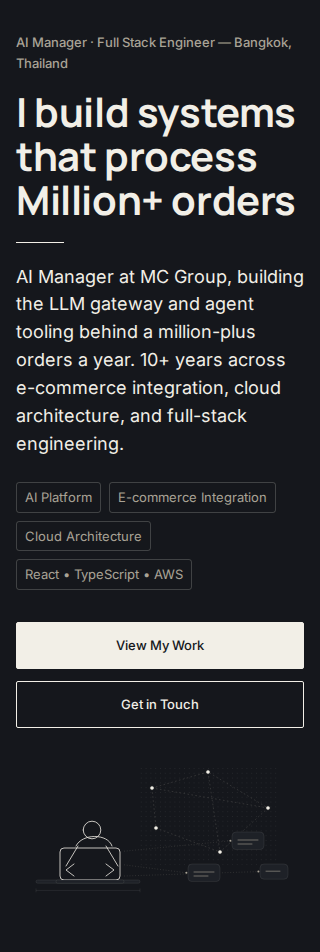 AI Manager · Full Stack Engineer — Bangkok,
Thailand
I build systems
that process
Million+ orders
AI Manager at MC Group, building
the LLM gateway and agent
tooling behind a million-plus
orders a year. 10+ years across
e-commerce integration, cloud
architecture, and full-stack
engineering.
AI Platform
E-commerce Integration
Cloud Architecture
React • TypeScript • AWS
View My Work
Get in Touch